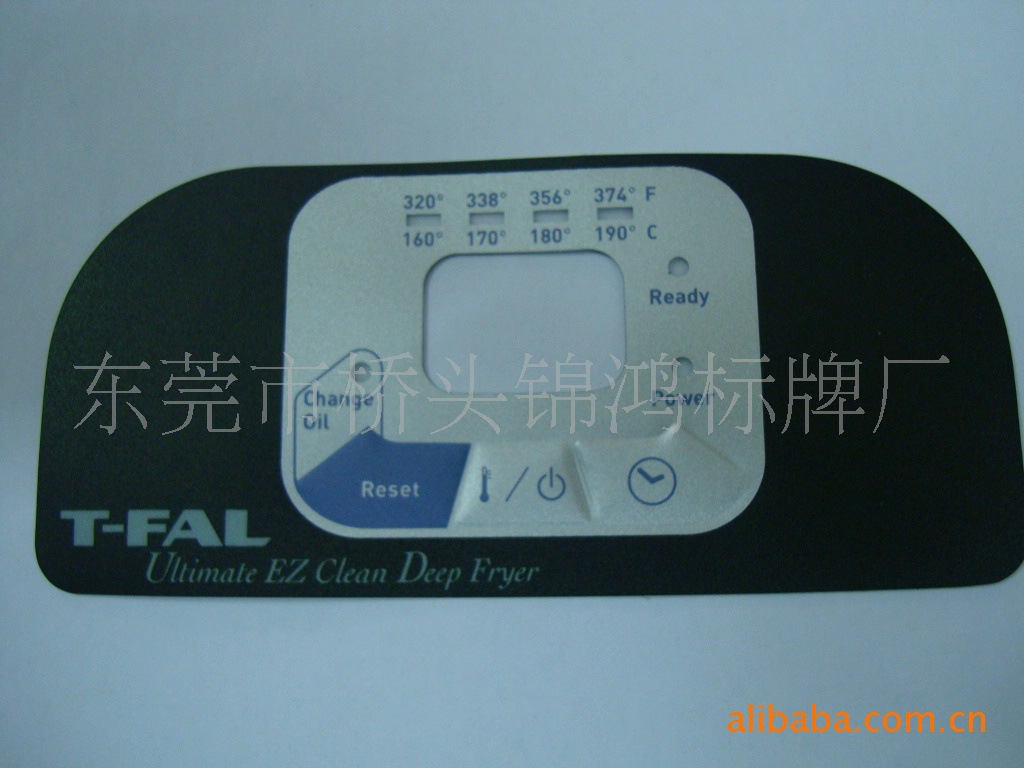 320° 338° 356° 374° F
160° 170° 180° 190° C
Ready
东莞市桥头锦鸿标牌厂
Change
Oil
Power
Reset
T-FAL
Ultimate EZ Clean Deep Fryer
alibaba.com.cn